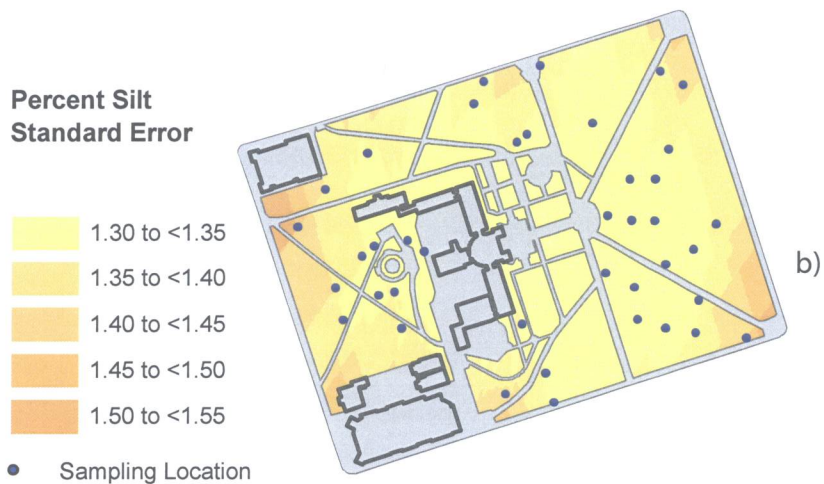 Percent Silt
Standard Error
1.30 to <1.35
1.35 to <1.40
1.40 to <1.45
1.45 to <1.50
1.50 to <1.55
Sampling Location
b)